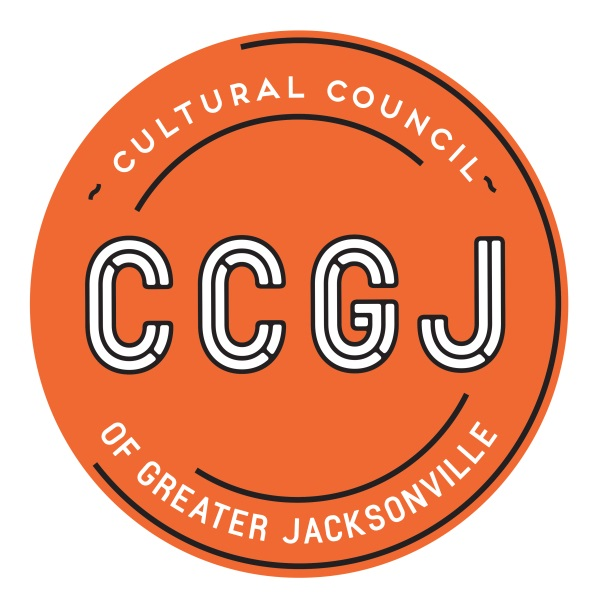 CULTURAL COUNCIL
CCGJ
OF GREATER JACKSONVILLE